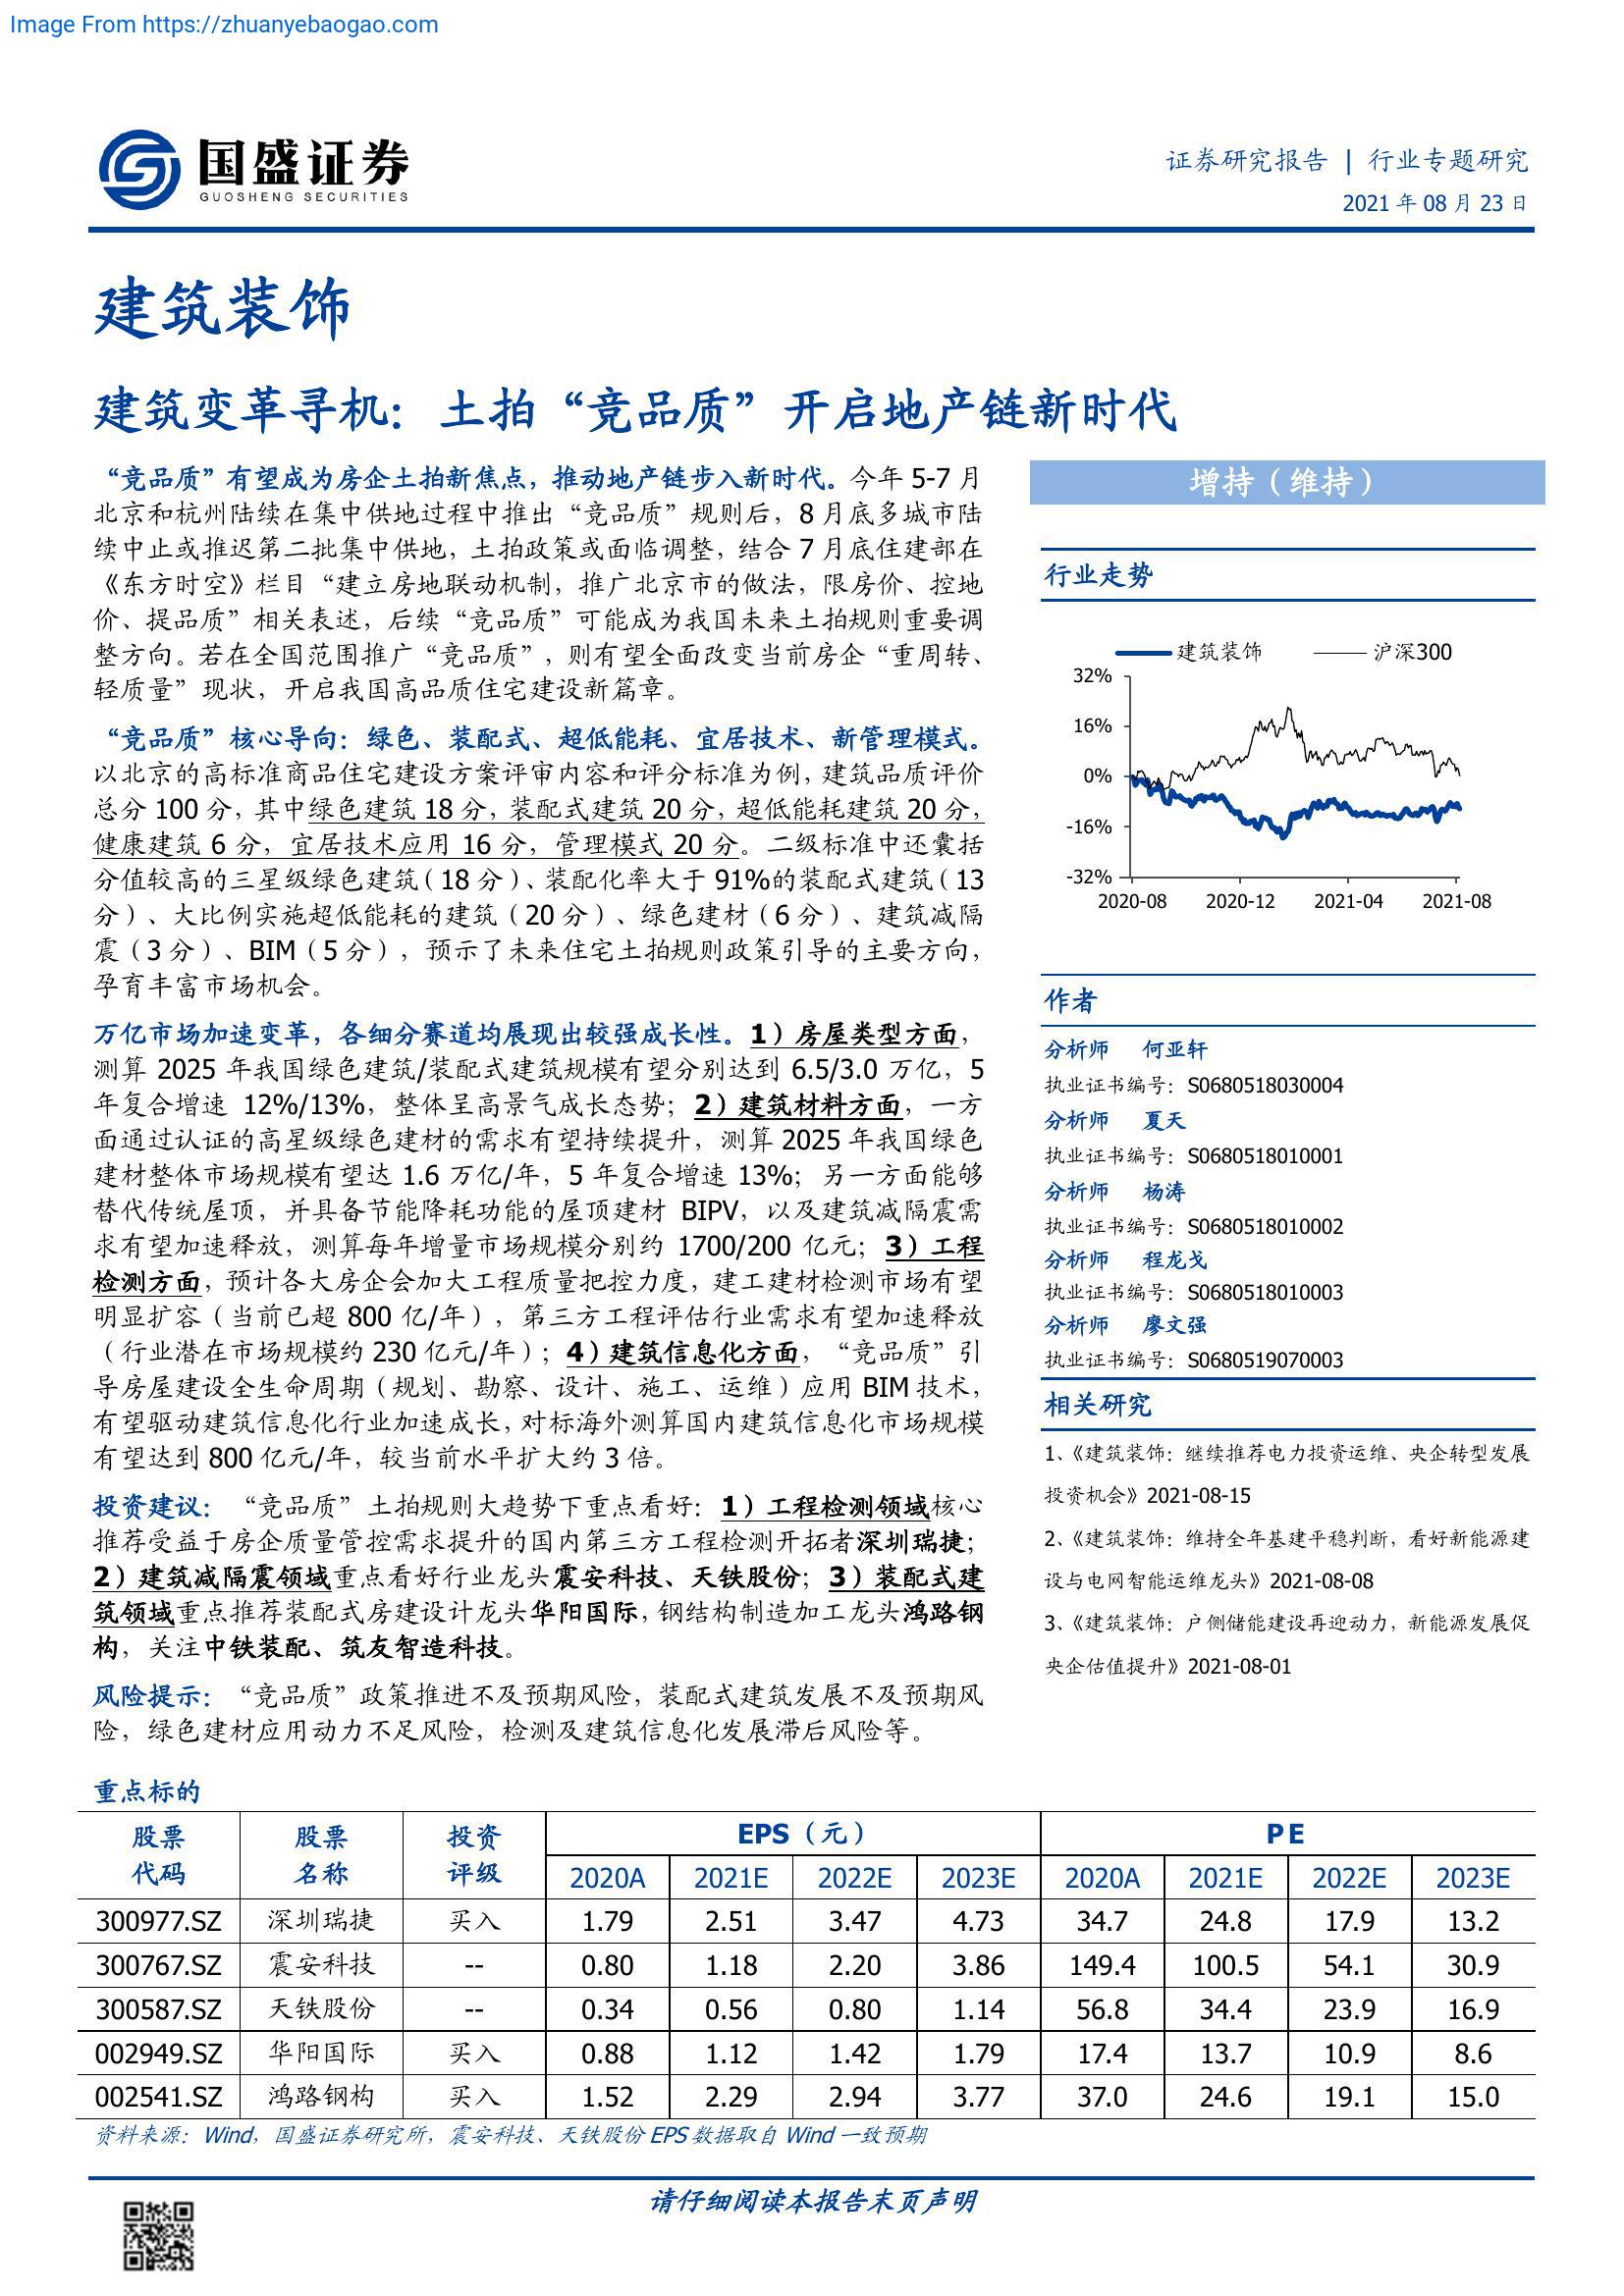 Image From https://zhuanyebaogao.com
国盛证券
GUOSHENG SECURITIES
证券研究报告 | 行业专题研究
2021 年 08 月 23 日
建筑装饰
建筑变革寻机：土拍“竞品质”开启地产链新时代
“竞品质”有望成为房企土拍新焦点，推动地产链步入新时代。今年 5-7 月
北京和杭州陆续在集中供地过程中推出“竞品质”规则后，8 月底多城市陆
续中止或推迟第二批集中供地，土拍政策或面临调整，结合 7 月底住建部在
《东方时空》栏目“建立房地联动机制，推广北京市的做法，限房价、控地
价、提品质”相关表述，后续“竞品质”可能成为我国未来土拍规则重要调
整方向。若在全国范围推广“竞品质”，则有望全面改变当前房企“重周转、
轻质量”现状，开启我国高品质住宅建设新篇章。
“竞品质”核心导向：绿色、装配式、超低能耗、宜居技术、新管理模式。
以北京的高标准商品住宅建设方案评审内容和评分标准为例，建筑品质评价
总分 100 分，其中绿色建筑 18 分，装配式建筑 20 分，超低能耗建筑 20 分，
健康建筑 6 分，宜居技术应用 16 分，管理模式 20 分。二级标准中还囊括
分值较高的三星级绿色建筑（18 分）、装配化率大于 91%的装配式建筑（13
分）、大比例实施超低能耗的建筑（20 分）、绿色建材（6 分）、建筑减隔
震（3 分）、BIM（5 分），预示了未来住宅土拍规则政策引导的主要方向，
孕育丰富市场机会。
万亿市场加速变革，各细分赛道均展现出较强成长性。1）房屋类型方面，
测算 2025 年我国绿色建筑/装配式建筑规模有望分别达到 6.5/3.0 万亿，5
年复合增速 12%/13%，整体呈高景气成长态势；2）建筑材料方面，一方
面通过认证的高星级绿色建材的需求有望持续提升，测算 2025 年我国绿色
建材整体市场规模有望达 1.6 万亿/年，5 年复合增速 13%；另一方面能够
替代传统屋顶，并具备节能降耗功能的屋顶建材 BIPV，以及建筑减隔震需
求有望加速释放，测算每年增量市场规模分别约 1700/200 亿元；3）工程
检测方面，预计各大房企会加大工程质量把控力度，建工建材检测市场有望
明显扩容（当前已超 800 亿/年），第三方工程评估行业需求有望加速释放
（行业潜在市场规模约 230 亿元/年）；4）建筑信息化方面，“竞品质”引
导房屋建设全生命周期（规划、勘察、设计、施工、运维）应用 BIM 技术，
有望驱动建筑信息化行业加速成长，对标海外测算国内建筑信息化市场规模
有望达到 800 亿元/年，较当前水平扩大约 3 倍。
投资建议：“竞品质”土拍规则大趋势下重点看好：1）工程检测领域核心
推荐受益于房企质量管控需求提升的国内第三方工程检测开拓者深圳瑞捷；
2）建筑减隔震领域重点看好行业龙头震安科技、天铁股份；3）装配式建
筑领域重点推荐装配式房建设计龙头华阳国际，钢结构制造加工龙头鸿路钢
构，关注中铁装配、筑友智造科技。
风险提示：“竞品质”政策推进不及预期风险，装配式建筑发展不及预期风
险，绿色建材应用动力不足风险，检测及建筑信息化发展滞后风险等。
增持（维持）
行业走势
建筑装饰 沪深300
32%
16%
0%
-16%
-32%
2020-08 2020-12 2021-04 2021-08
作者
分析师 何亚轩
执业证书编号：S0680518030004
分析师 夏天
执业证书编号：S0680518010001
分析师 杨涛
执业证书编号：S0680518010002
分析师 程龙戈
执业证书编号：S0680518010003
分析师 廖文强
执业证书编号：S0680519070003
相关研究
1、《建筑装饰：继续推荐电力投资运维、央企转型发展
投资机会》2021-08-15
2、《建筑装饰：维持全年基建平稳判断，看好新能源建
设与电网智能运维龙头》2021-08-08
3、《建筑装饰：户侧储能建设再迎动力，新能源发展促
央企估值提升》2021-08-01
重点标的
股票 股票 投资 EPS（元） P E
代码 名称 评级 2020A 2021E 2022E 2023E 2020A 2021E 2022E 2023E
300977.SZ 深圳瑞捷 买入 1.79 2.51 3.47 4.73 34.7 24.8 17.9 13.2
300767.SZ 震安科技 -- 0.80 1.18 2.20 3.86 149.4 100.5 54.1 30.9
300587.SZ 天铁股份 -- 0.34 0.56 0.80 1.14 56.8 34.4 23.9 16.9
002949.SZ 华阳国际 买入 0.88 1.12 1.42 1.79 17.4 13.7 10.9 8.6
002541.SZ 鸿路钢构 买入 1.52 2.29 2.94 3.77 37.0 24.6 19.1 15.0
资料来源：Wind，国盛证券研究所，震安科技、天铁股份 EPS 数据取自 Wind 一致预期
请仔细阅读本报告末页声明